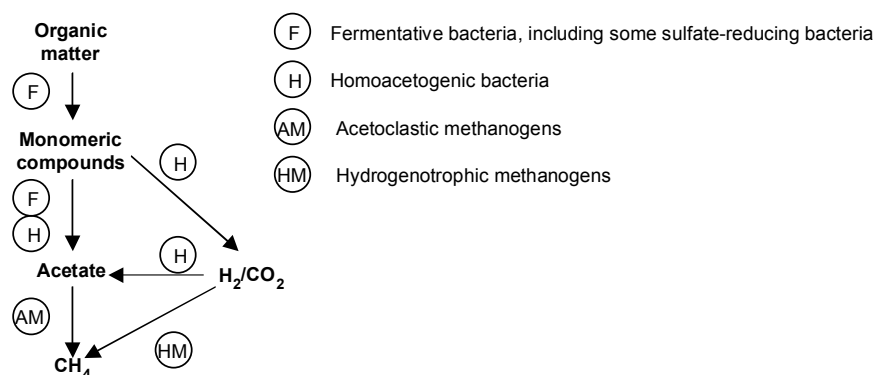 Organic
matter
F
Monomeric
compounds
H
F
H
Acetate
H
H2/CO2
AM
HM
CH4
F Fermentative bacteria, including some sulfate-reducing bacteria
H Homoacetogenic bacteria
AM Acetoclastic methanogens
HM Hydrogenotrophic methanogens